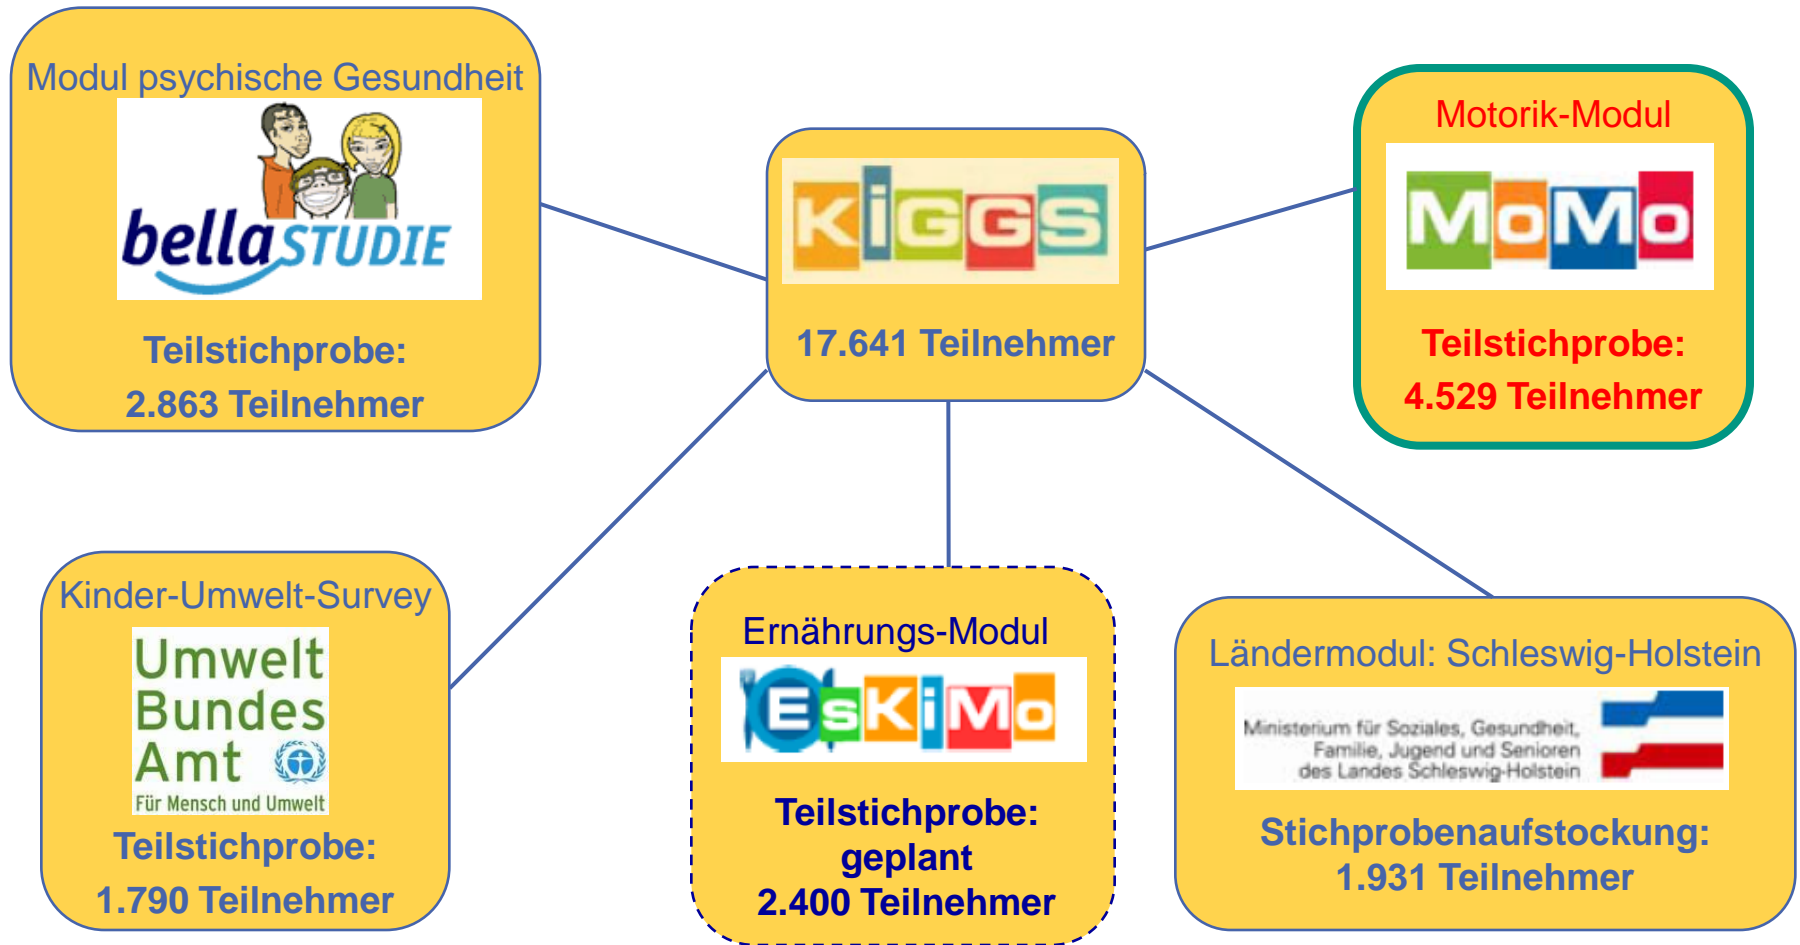 Modul psychische Gesundheit
bellaSTUDIE
Teilstichprobe:
2.863 Teilnehmer
KiGGS
17.641 Teilnehmer
Motorik-Modul
MoMo
Teilstichprobe:
4.529 Teilnehmer
Kinder-Umwelt-Survey
Umwelt
Bundes
Amt
Für Mensch und Umwelt
Teilstichprobe:
1.790 Teilnehmer
Ernährungs-Modul
EsKiMo
Teilstichprobe:
geplant
2.400 Teilnehmer
Ländermodul: Schleswig-Holstein
Ministerium für Soziales, Gesundheit,
Familie, Jugend und Senioren
des Landes Schleswig-Holstein
Stichprobenaufstockung:
1.931 Teilnehmer